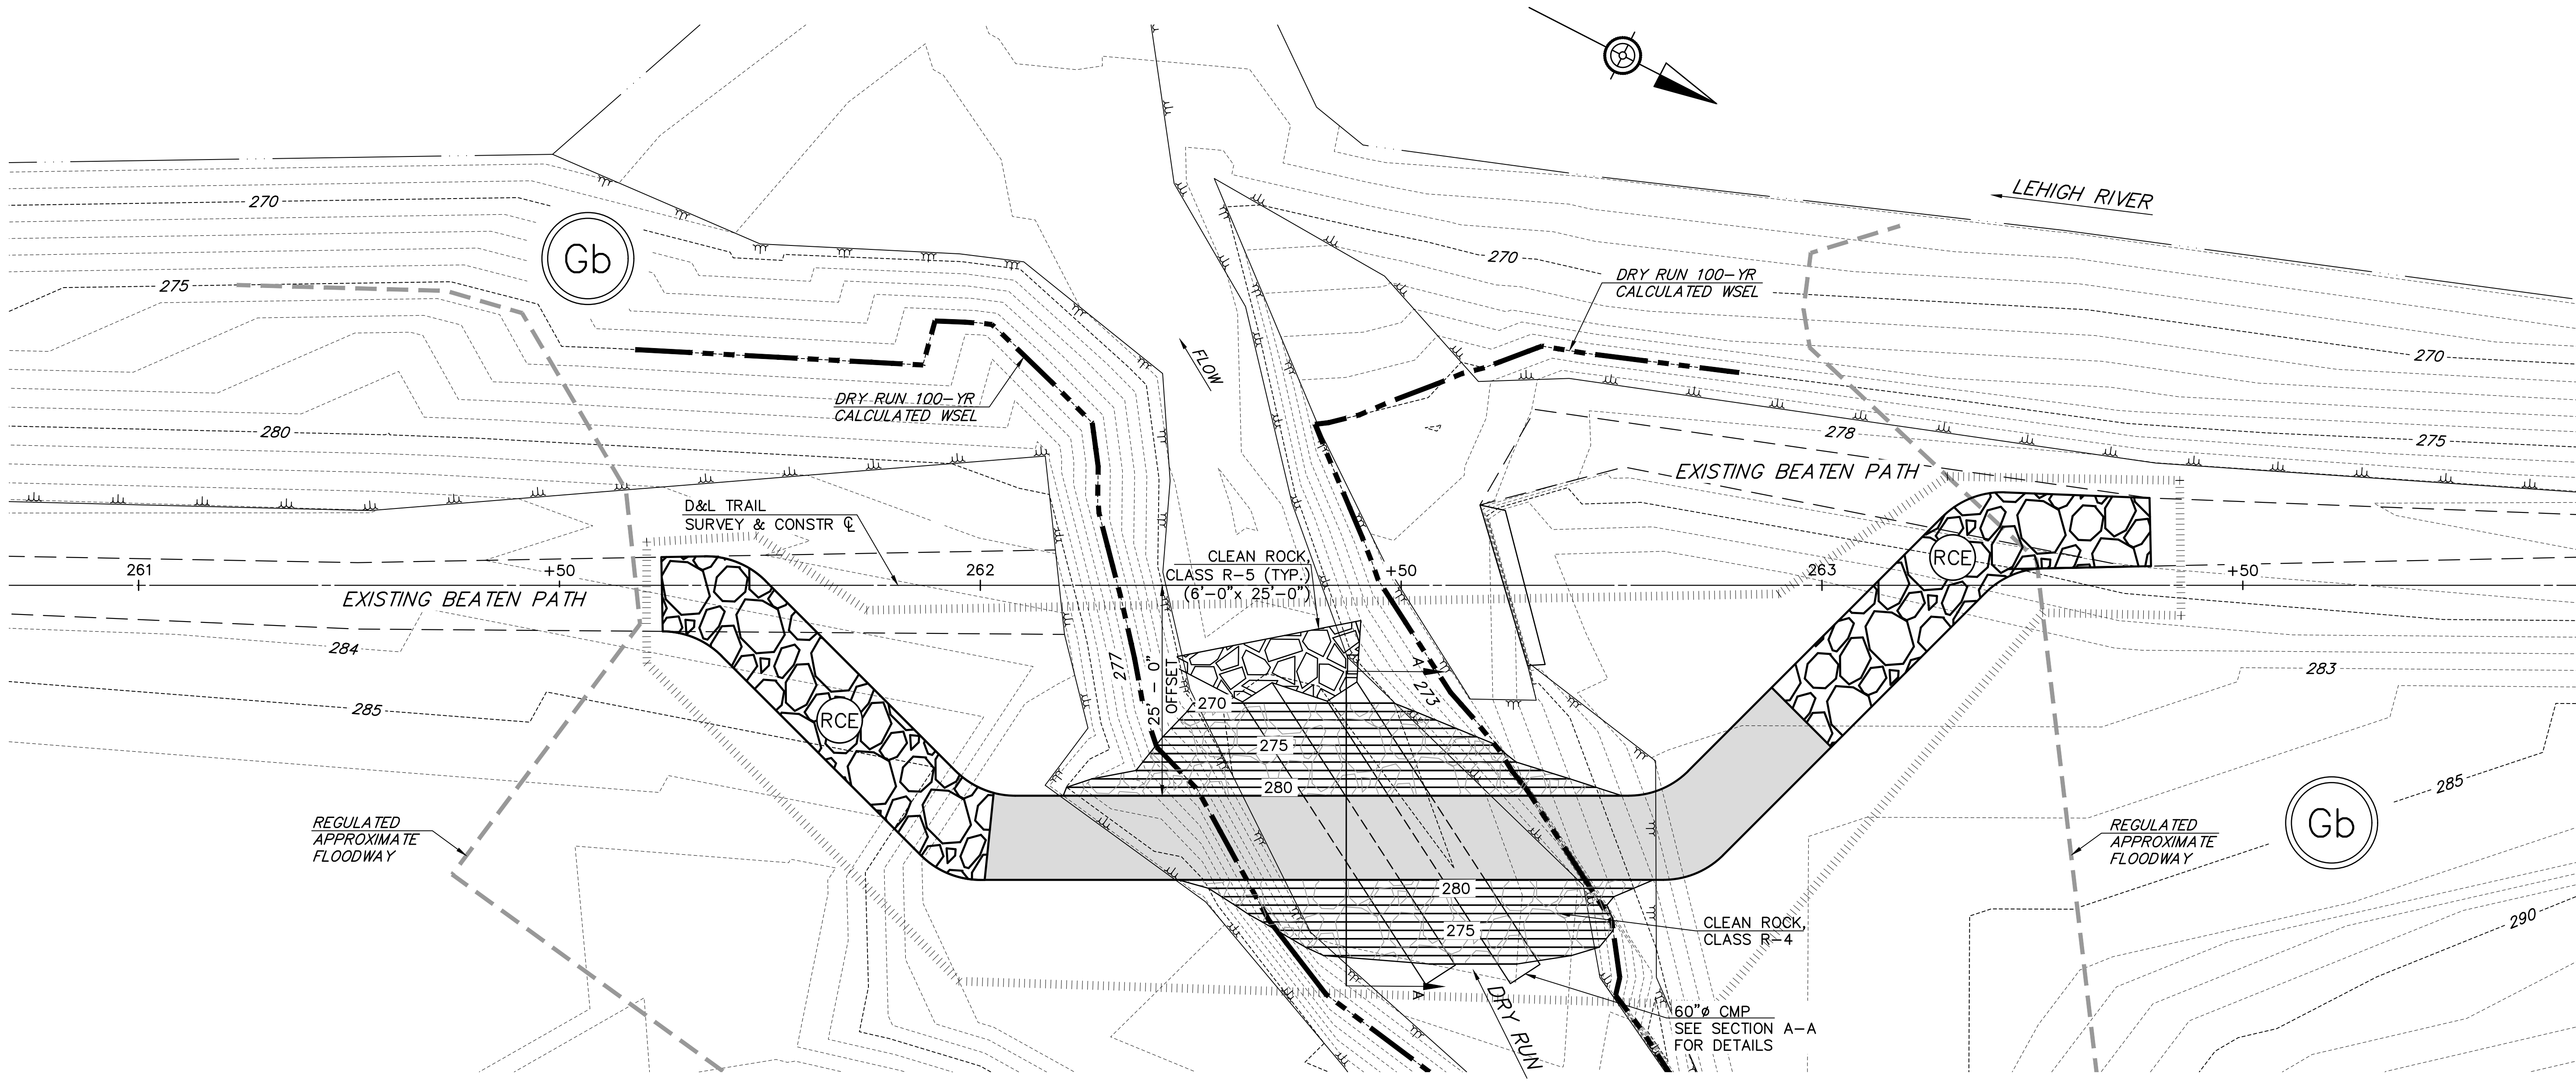 LEHIGH RIVER
270
Gb
270
DRY RUN 100-YR
CALCULATED WSEL
275
FLOW
270
DRY RUN 100-YR
CALCULATED WSEL
280
278
275
EXISTING BEATEN PATH
D&L TRAIL
SURVEY & CONSTR ℄
CLEAN ROCK,
CLASS R-5 (TYP.)
(6'-0"x 25'-0")
RCE
261
+50
262
+50
263
+50
EXISTING BEATEN PATH
284
277
25'-0"
OFFSET
A
273
283
285
270
RCE
275
280
285
Gb
REGULATED
APPROXIMATE
FLOODWAY
REGULATED
APPROXIMATE
FLOODWAY
280
275
CLEAN ROCK,
CLASS R-4
290
A
DRY RUN
60"ø CMP
SEE SECTION A-A
FOR DETAILS